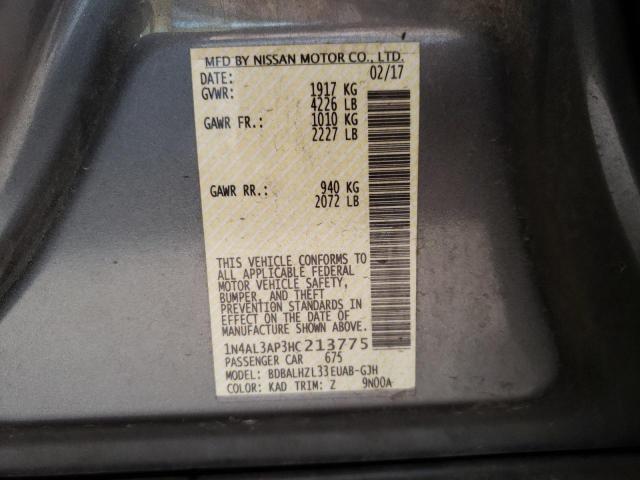 MFD BY NISSAN MOTOR CO., LTD.
DATE: 02/17
GVWR: 1917 KG
4226 LB
GAWR FR.: 1010 KG
2227 LB
GAWR RR.: 940 KG
2072 LB
THIS VEHICLE CONFORMS TO
ALL APPLICABLE FEDERAL
MOTOR VEHICLE SAFETY,
BUMPER, AND THEFT
PREVENTION STANDARDS IN
EFFECT ON THE DATE OF
MANUFACTURE SHOWN ABOVE.
1N4AL3AP3HC213775
PASSENGER CAR 675
MODEL: BDBALHZL33EUAB-GJH
COLOR: KAD TRIM: Z 9N00A